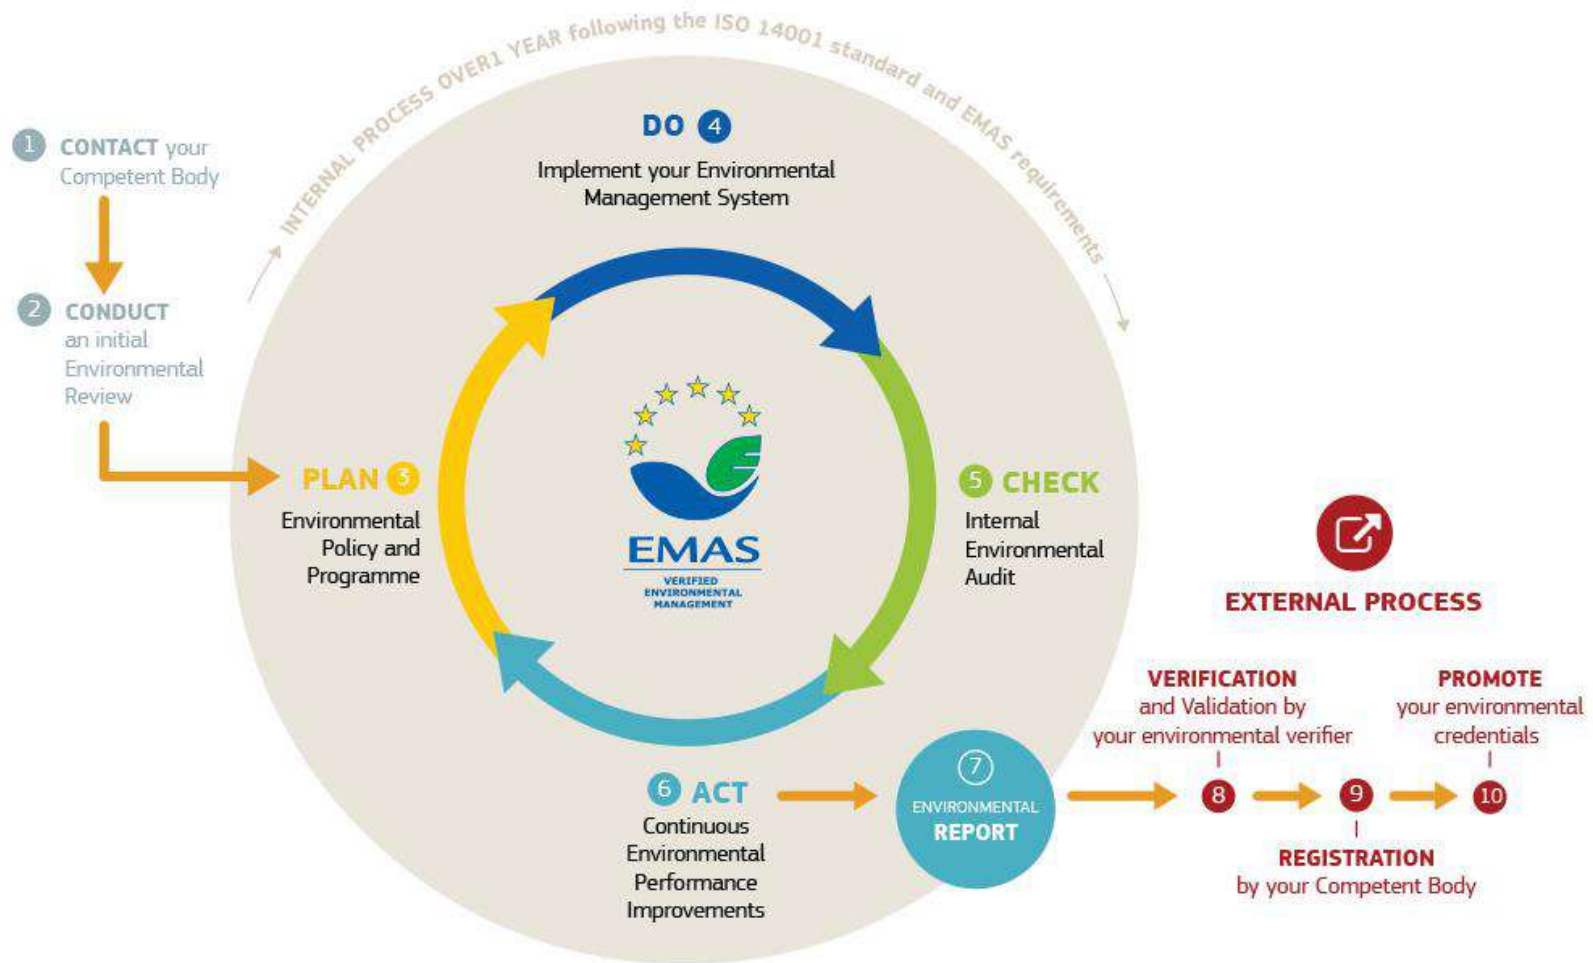 INTERNAL PROCESS OVER1 YEAR following the ISO 14001 standard and EMAS requirements
1 CONTACT your
Competent Body
2 CONDUCT
an initial
Environmental
Review
PLAN 3
Environmental
Policy and
Programme
DO 4
Implement your Environmental
Management System
5 CHECK
Internal
Environmental
Audit
EMAS
VERIFIED
ENVIRONMENTAL
MANAGEMENT
6 ACT
Continuous
Environmental
Performance
Improvements
7
ENVIRONMENTAL
REPORT
EXTERNAL PROCESS
VERIFICATION
and Validation by
your environmental verifier
8
9
REGISTRATION
by your Competent Body
PROMOTE
your environmental
credentials
10